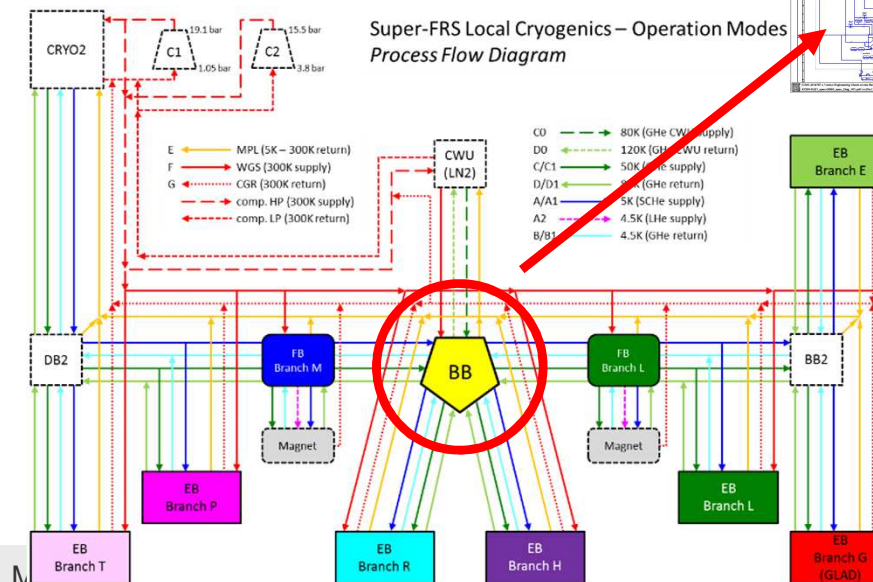 Super-FRS Local Cryogenics – Operation Modes
Process Flow Diagram
CRYO2
C1
19.1 bar
1.05 bar
C2
15.5 bar
3.8 bar
E MPL (5K – 300K return)
F WGS (300K supply)
G CGR (300K return)
comp. HP (300K supply)
comp. LP (300K return)
CWU
(LN2)
C0 80K (GHe CWU supply)
D0 120K (GHe CWU return)
C/C1 50K (GHe supply)
D/D1 (GHe return)
A/A1 5K (SCHe supply)
A2 4.5K (LHe supply)
B/B1 4.5K (GHe return)
EB
Branch E
DB2
FB
Branch M
BB
FB
Branch L
BB2
Magnet
Magnet
EB
Branch P
EB
Branch L
EB
Branch T
EB
Branch R
EB
Branch H
EB
Branch G
(GLAD)